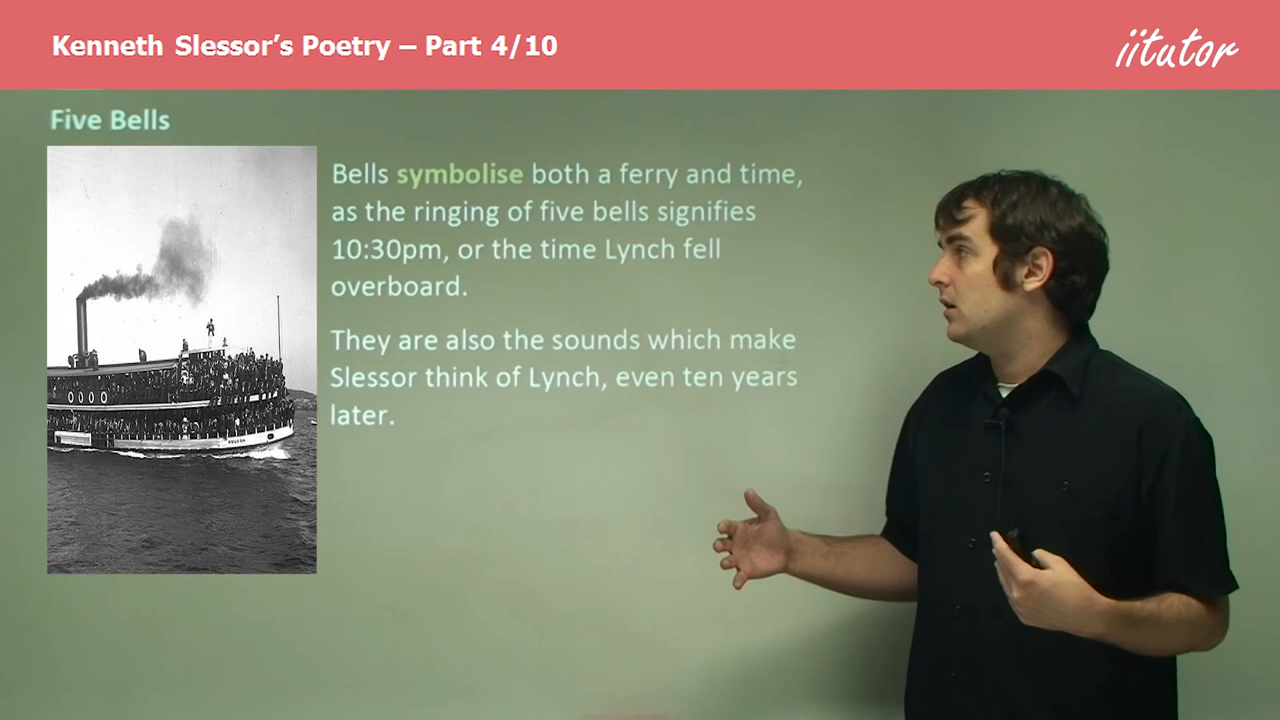 Kenneth Slessor’s Poetry – Part 4/10
iitutor
Five Bells
Bells symbolise both a ferry and time,
as the ringing of five bells signifies
10:30pm, or the time Lynch fell
overboard.
They are also the sounds which make
Slessor think of Lynch, even ten years
later.